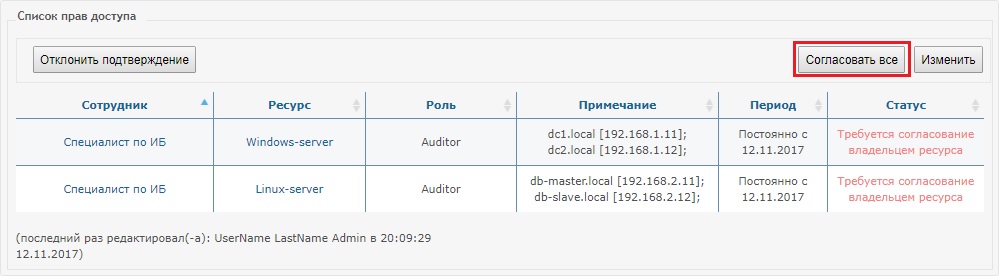 Список прав доступа
Отклонить подтверждение
Согласовать все
Изменить
Сотрудник Ресурс Роль Примечание Период Статус
Специалист по ИБ Windows-server Auditor dc1.local [192.168.1.11]; dc2.local [192.168.1.12]; Постоянно с 12.11.2017 Требуется согласование владельцем ресурса
Специалист по ИБ Linux-server Auditor db-master.local [192.168.2.11]; db-slave.local [192.168.2.12]; Постоянно с 12.11.2017 Требуется согласование владельцем ресурса
(последний раз редактировал(-а): UserName LastName Admin в 20:09:29
12.11.2017)